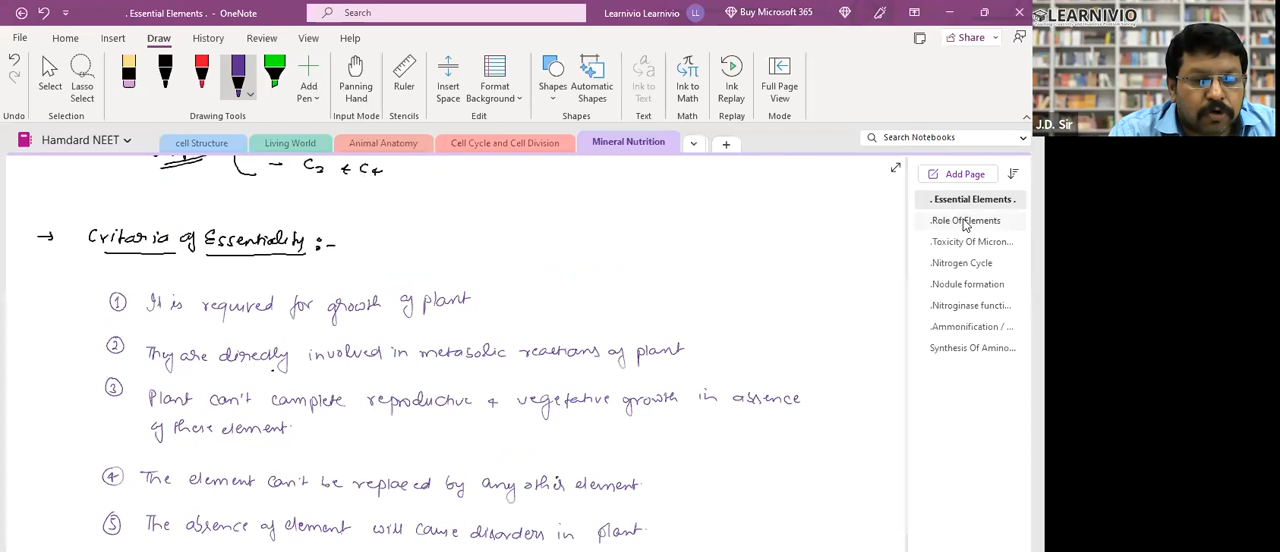 . Essential Elements . - OneNote
Search
Learnivio Learnivio
LL
Buy Microsoft 365
LEARNIVIO
File
Home
Insert
Draw
History
Review
View
Help
Share
Undo
Select
Lasso
Select
Add
Pen
Panning
Hand
Ruler
Insert
Space
Format
Background
Shapes
Automatic
Shapes
Ink to
Text
Ink to
Math
Ink
Replay
Full Page
View
Undo
Drawing Tools
Input Mode
Stencils
Edit
Shapes
Text
Math
Replay
Mode
J.D. Sir
Hamdard NEET
cell Structure
Living World
Animal Anatomy
Cell Cycle and Cell Division
Mineral Nutrition
Search Notebooks
Add Page
. Essential Elements .
.Role Of Elements
.Toxicity Of Micron...
.Nitrogen Cycle
.Nodule formation
.Nitroginase functi...
.Ammonification / ...
Synthesis Of Amino...
→ Critaria of Essentiality :-
① It is required for growth of plant
② They are directly involved in metabolic reactions of plant
③ Plant can't complete reproductive + vegetative growth in absence
of these element.
④ The element can't be replaced by any other element.
⑤ The absence of element will cause disorders in plant.